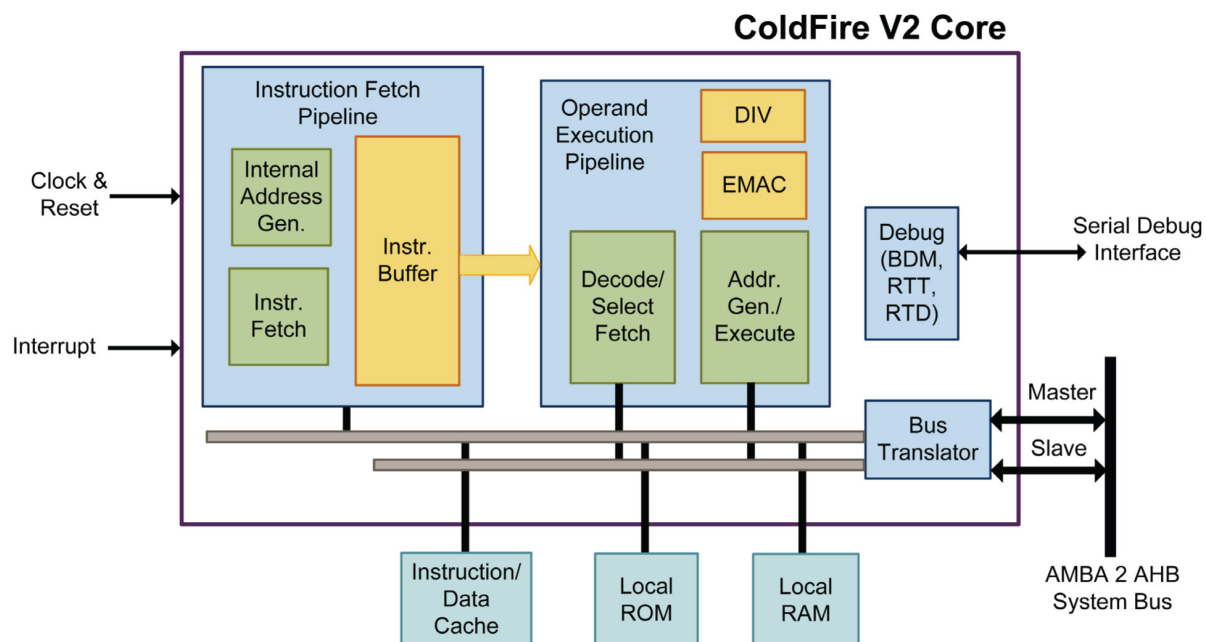 ColdFire V2 Core
Instruction Fetch
Pipeline
Internal
Address
Gen.
Instr.
Fetch
Instr.
Buffer
Operand
Execution
Pipeline
DIV
EMAC
Decode/
Select
Fetch
Addr.
Gen./
Execute
Clock &
Reset
Interrupt
Debug
(BDM,
RTT,
RTD)
Serial Debug
Interface
Bus
Translator
Master
Slave
Instruction/
Data
Cache
Local
ROM
Local
RAM
AMBA 2 AHB
System Bus